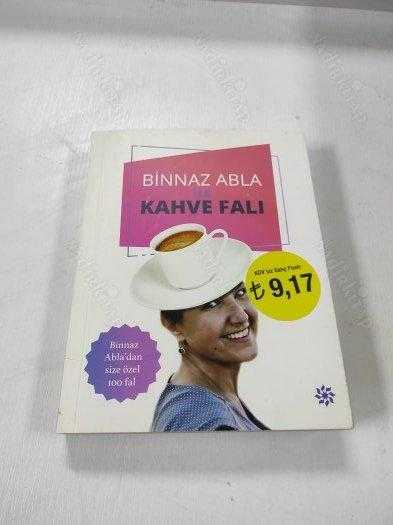 BİNNAZ ABLA
KAHVE FALI
KDV'siz Satış Fiyatı
₺ 9,17
Binnaz
Abla'dan
size özel
100 fal